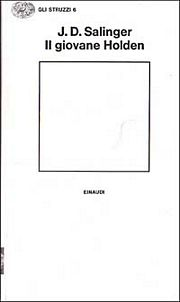 GLI STRUZZI 6
J. D. Salinger
Il giovane Holden
EINAUDI